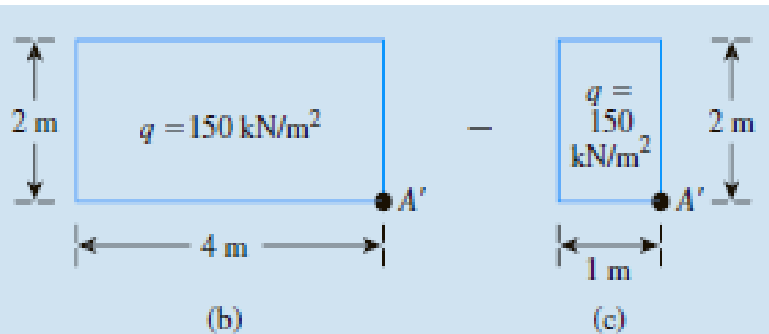 2 m
q = 150 kN/m²
A′
4 m
(b)
−
q =
150
kN/m²
2 m
A′
1 m
(c)